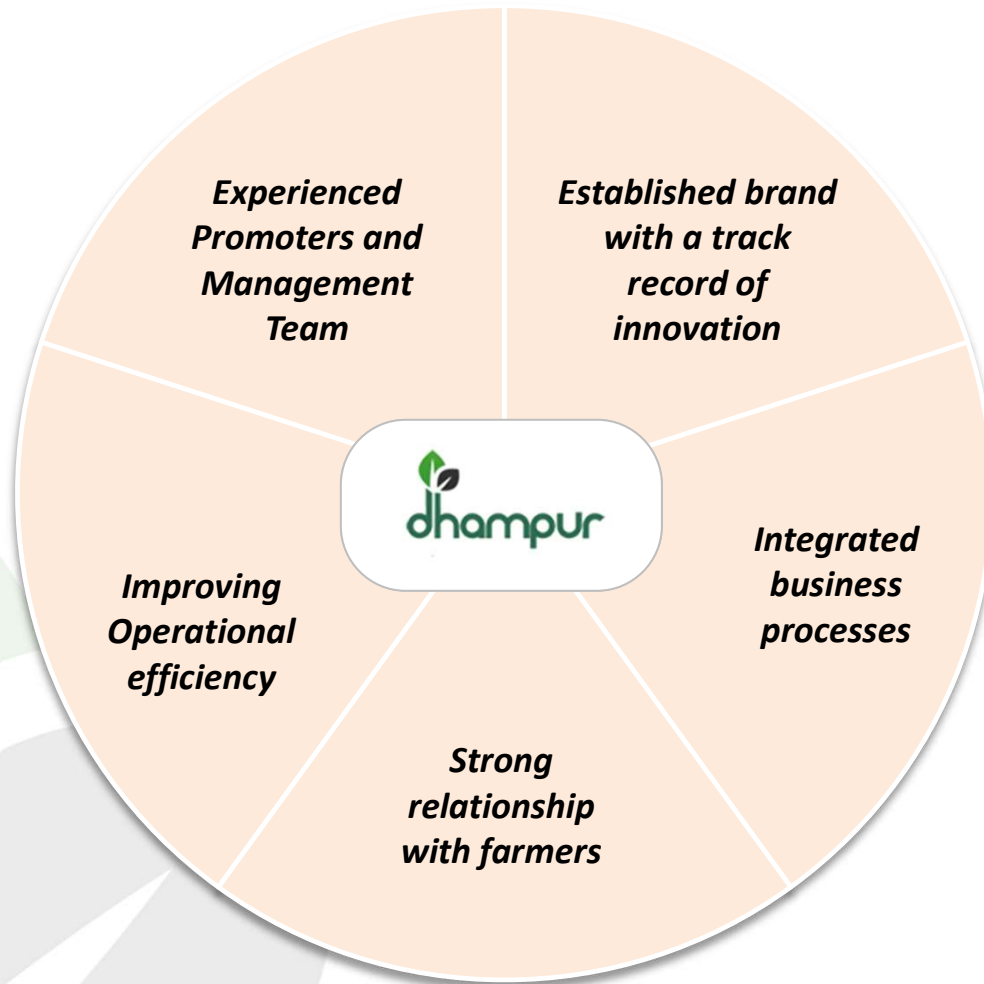 Experienced
Promoters and
Management
Team
Established brand
with a track
record of
innovation
dhampur
Integrated
business
processes
Improving
Operational
efficiency
Strong
relationship
with farmers